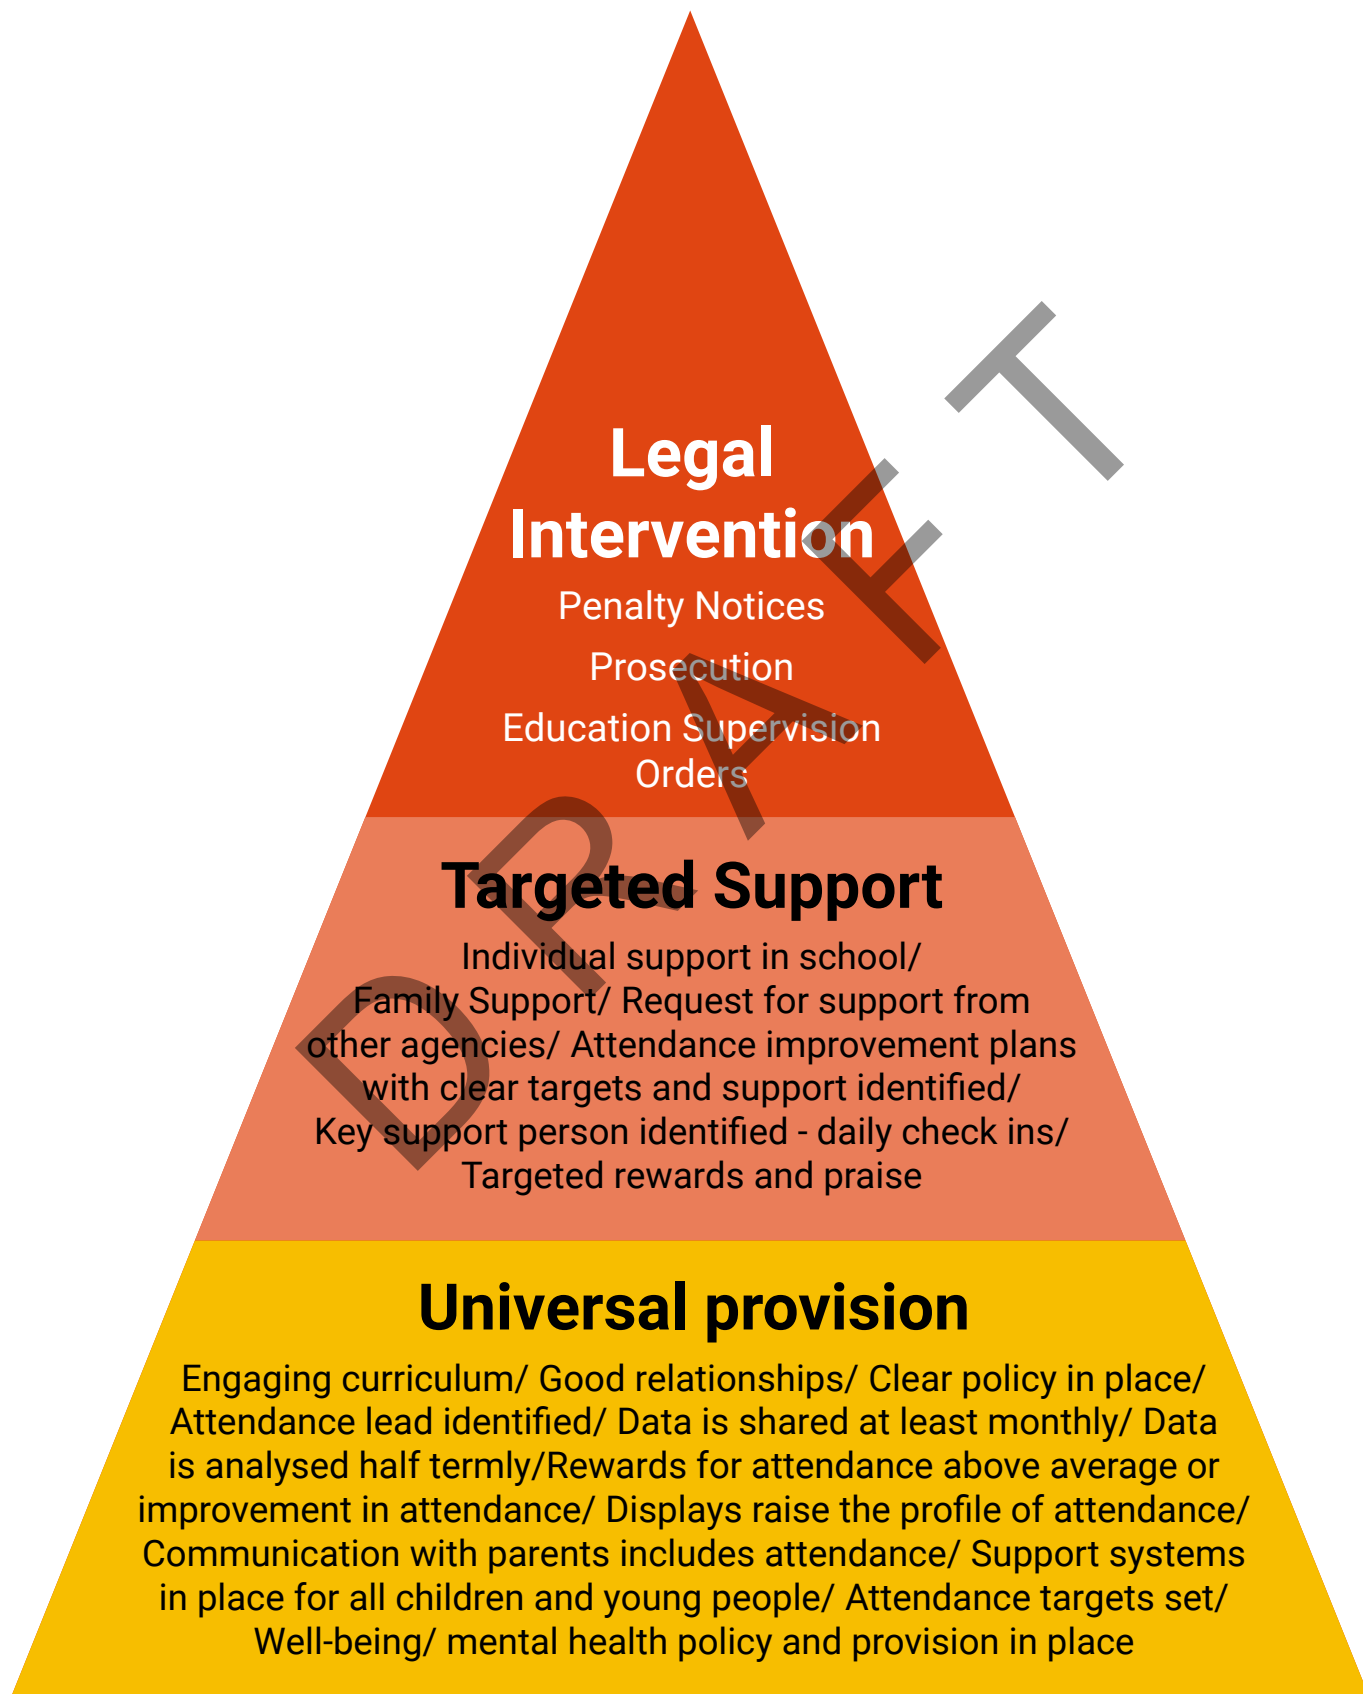 Legal
Intervention
Penalty Notices
Prosecution
Education Supervision
Orders
Targeted Support
Individual support in school/
Family Support/ Request for support from
other agencies/ Attendance improvement plans
with clear targets and support identified/
Key support person identified - daily check ins/
Targeted rewards and praise
Universal provision
Engaging curriculum/ Good relationships/ Clear policy in place/
Attendance lead identified/ Data is shared at least monthly/ Data
is analysed half termly/Rewards for attendance above average or
improvement in attendance/ Displays raise the profile of attendance/
Communication with parents includes attendance/ Support systems
in place for all children and young people/ Attendance targets set/
Well-being/ mental health policy and provision in place
DRAFT